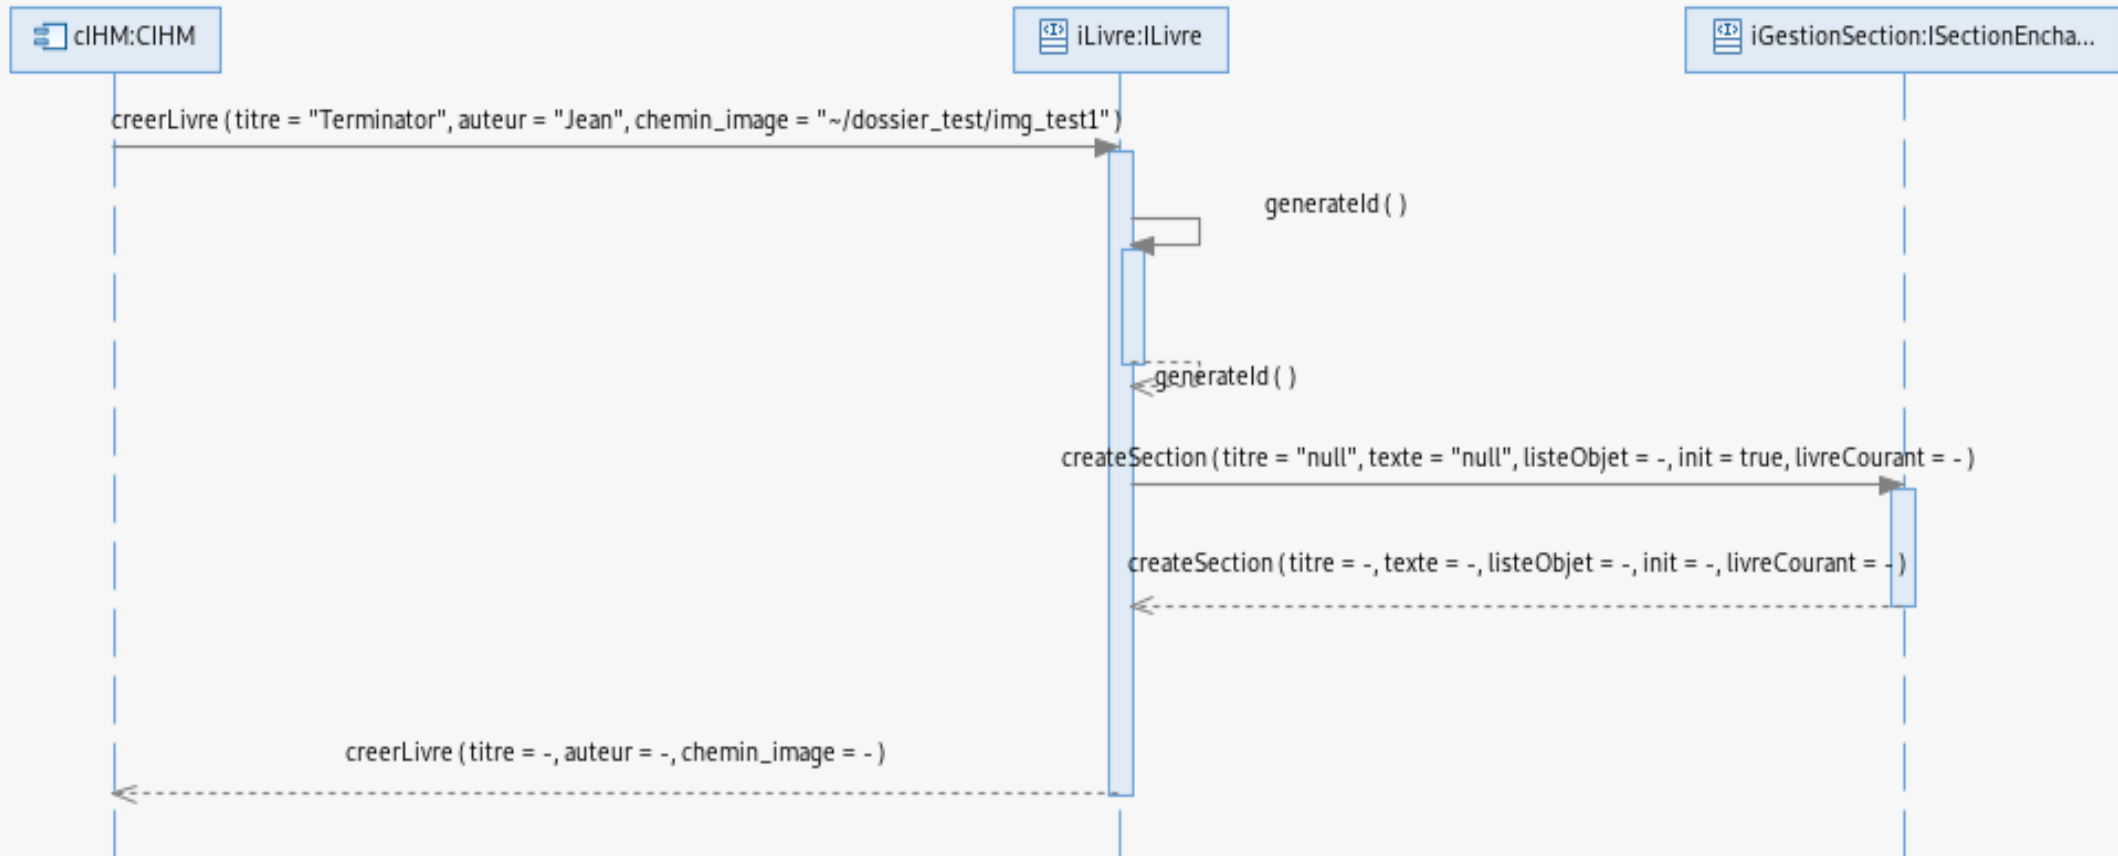 cIHM:CIHM
iLivre:ILivre
iGestionSection:ISectionEncha...
creerLivre ( titre = "Terminator", auteur = "Jean", chemin_image = "~/dossier_test/img_test1" )
generateId ( )
generateId ( )
createSection ( titre = "null", texte = "null", listeObjet = -, init = true, livreCourant = - )
createSection ( titre = -, texte = -, listeObjet = -, init = -, livreCourant = - )
creerLivre ( titre = -, auteur = -, chemin_image = - )